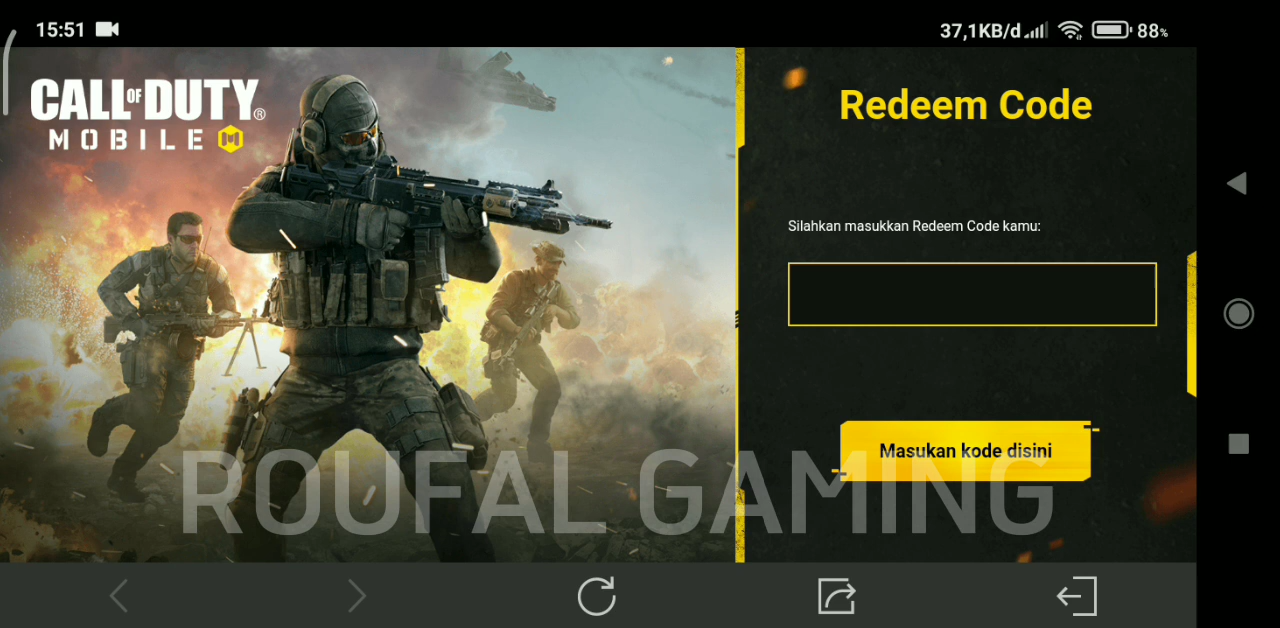 15:51
37,1KB/d 88%
CALL OF DUTY®
MOBILE
Redeem Code
Silahkan masukkan Redeem Code kamu:
Masukan kode disini
ROUFAL GAMING